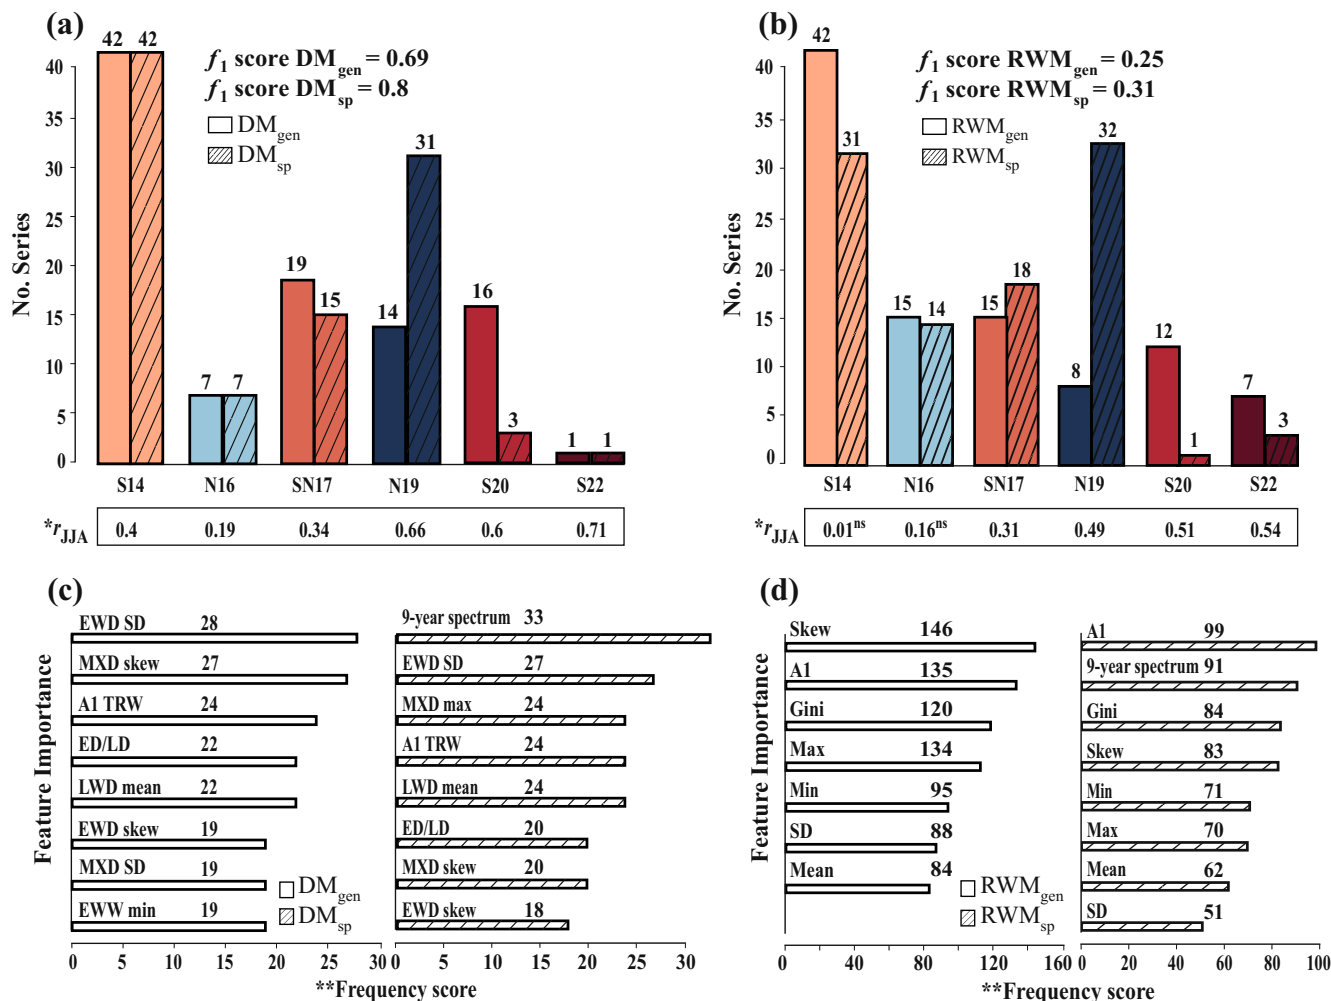 (a)
f1 score DMgen = 0.69
f1 score DMsp = 0.8
DMgen
DMsp
No. Series
40
35
30
25
20
15
10
5
0
42 42
7 7
19 15
14 31
16 3
1 1
S14 N16 SN17 N19 S20 S22
*rJJA 0.4 0.19 0.34 0.66 0.6 0.71
(b)
f1 score RWMgen = 0.25
f1 score RWMsp = 0.31
RWMgen
RWMsp
No. Series
40
35
30
25
20
15
10
5
0
42 31
15 14
15 18
8 32
12 1
7 3
S14 N16 SN17 N19 S20 S22
*rJJA 0.01ns 0.16ns 0.31 0.49 0.51 0.54
(c)
Feature Importance
EWD SD 28
MXD skew 27
A1 TRW 24
ED/LD 22
LWD mean 22
EWD skew 19
MXD SD 19
EWW min 19
DMgen
DMsp
0 5 10 15 20 25 30
9-year spectrum 33
EWD SD 27
MXD max 24
A1 TRW 24
LWD mean 24
ED/LD 20
MXD skew 20
EWD skew 18
0 5 10 15 20 25 30
**Frequency score
(d)
Feature Importance
Skew 146
A1 135
Gini 120
Max 134
Min 95
SD 88
Mean 84
RWMgen
RWMsp
0 40 80 120 160
A1 99
9-year spectrum 91
Gini 84
Skew 83
Min 71
Max 70
Mean 62
SD 51
0 20 40 60 80 100
**Frequency score